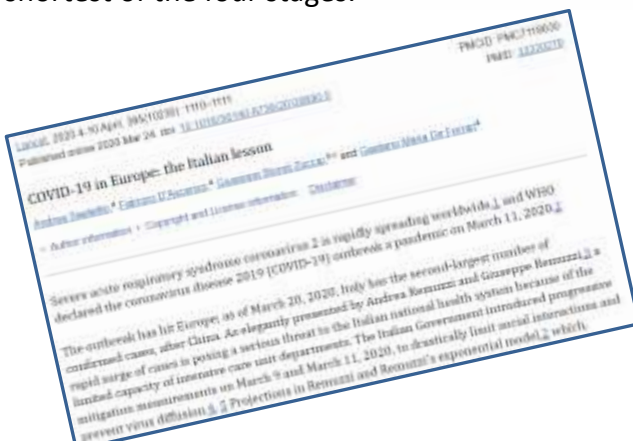 shortest of the four stages.
Lancet. 2020 4-10 April; 395(10230): 1110–1111
Published online 2020 Mar 24. doi:
PMCID:
PMID:
COVID-19 in Europe: the Italian lesson
Andrea Saglietto, Fabrizio D'Ascenzo, Giuseppe Biondi Zoccai, and Gaetano Maria De Ferrari
Author information Copyright and License information Disclaimer
Severe acute respiratory syndrome coronavirus 2 is rapidly spreading worldwide,1 and WHO
declared the coronavirus disease 2019 (COVID-19) outbreak a pandemic on March 11, 2020.
The outbreak has hit Europe; as of March 20, 2020, Italy has the second-largest number of
confirmed cases, after China. As elegantly presented by Andrea Remuzzi and Giuseppe Remuzzi, a
rapid surge of cases is posing a serious threat to the Italian national health system because of the
limited capacity of intensive care unit departments. The Italian Government introduced progressive
mitigation measurements on March 9 and March 11, 2020, to drastically limit social interactions and
prevent virus diffusion. Projections in Remuzzi and Remuzzi's exponential model, which